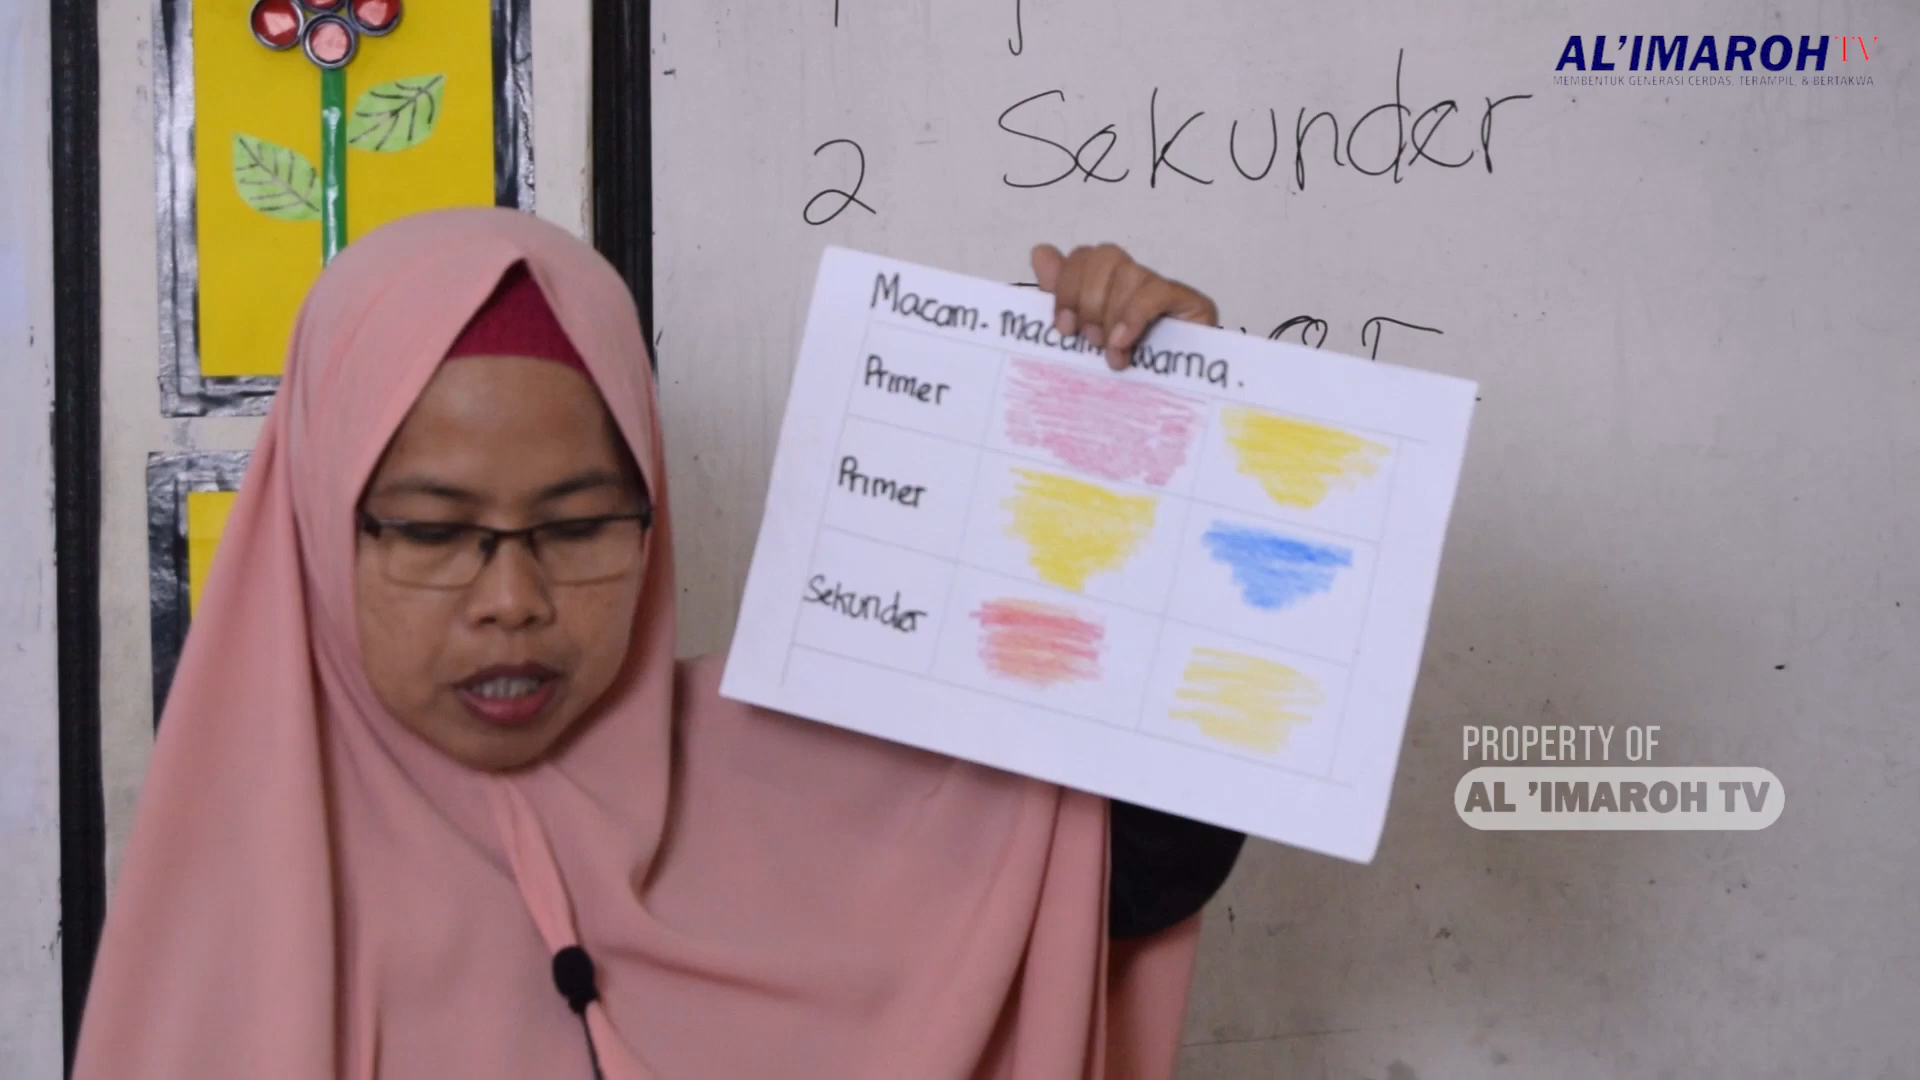 AL'IMAROH TV
MEMBENTUK GENERASI CERDAS, TERAMPIL, & BERTAKWA
2 Sekunder
Macam-macam warna.
Primer
Primer
Sekunder
PROPERTY OF
AL 'IMAROH TV